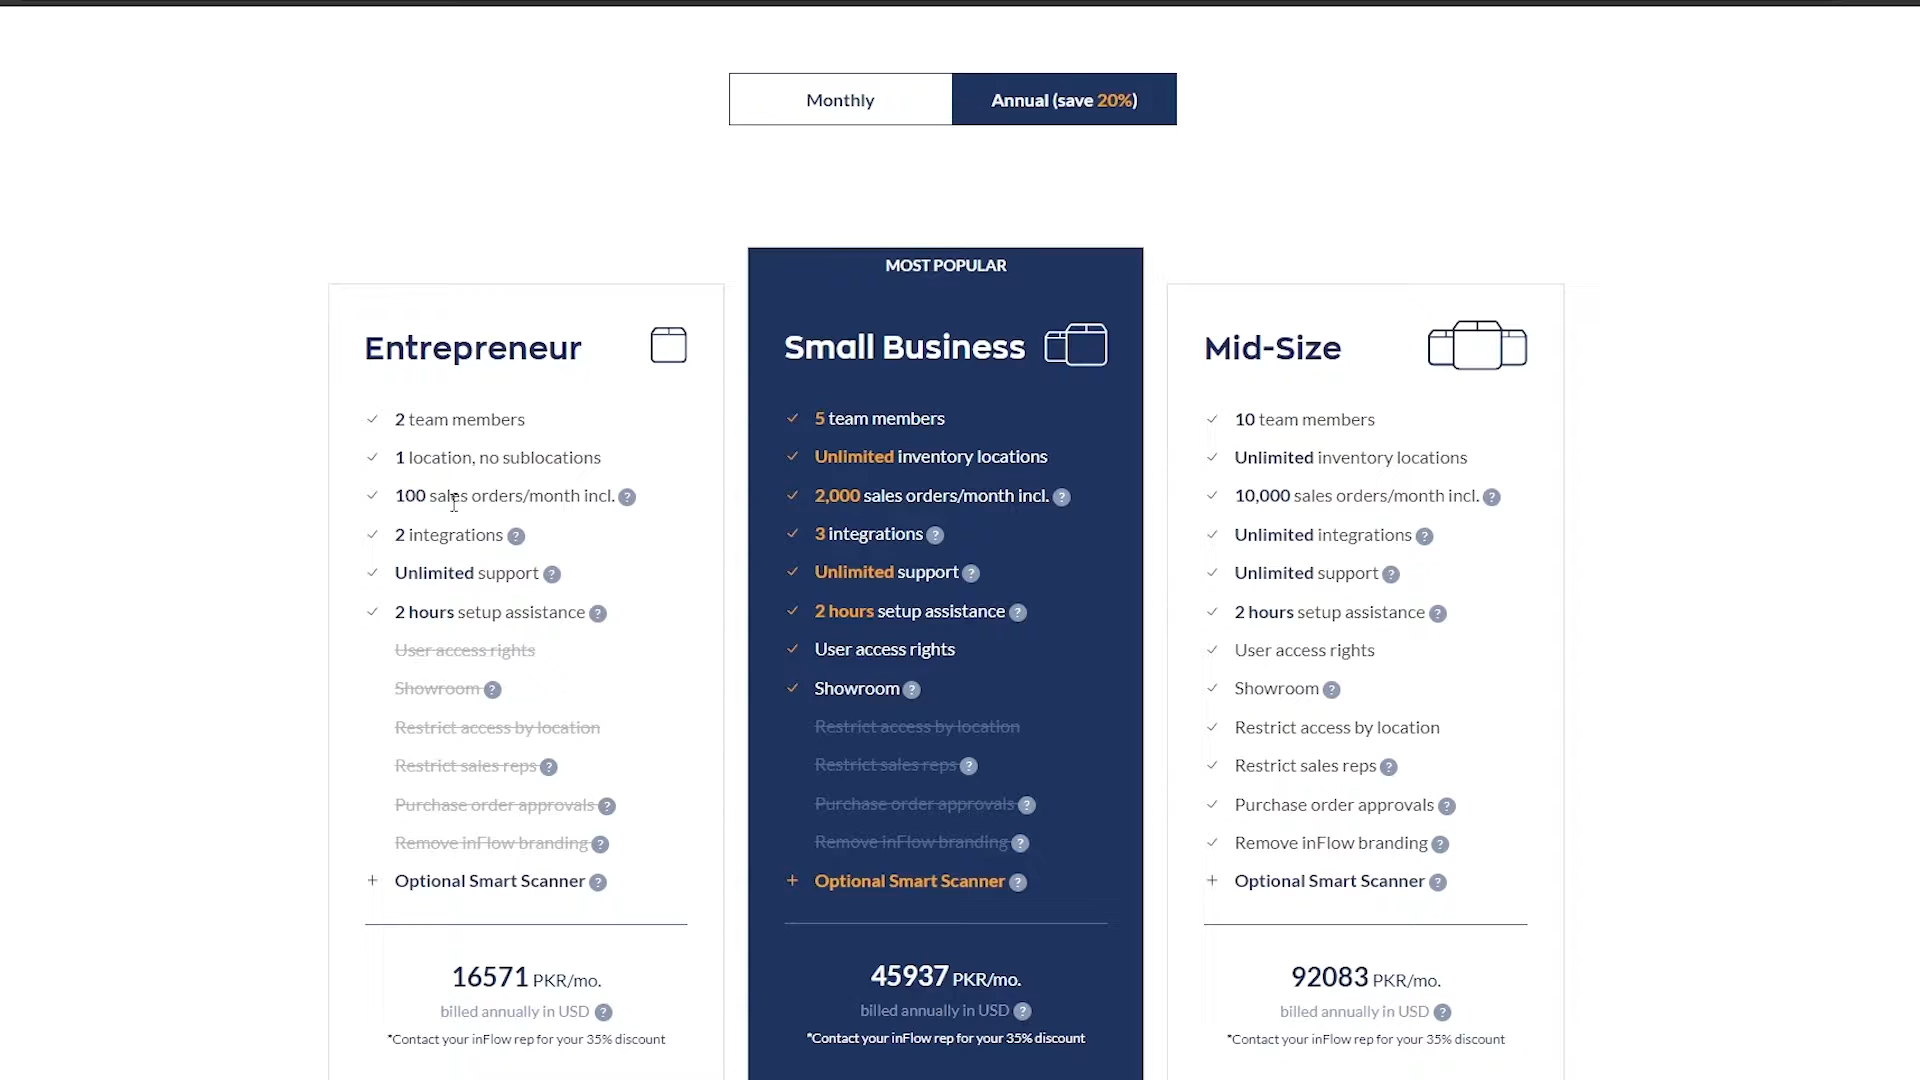 Monthly
Annual (save 20%)
MOST POPULAR
Entrepreneur
2 team members
1 location, no sublocations
100 sales orders/month incl. ?
2 integrations ?
Unlimited support ?
2 hours setup assistance ?
User access rights
Showroom ?
Restrict access by location
Restrict sales reps ?
Purchase order approvals ?
Remove inFlow branding ?
+ Optional Smart Scanner ?
16571 PKR/mo.
billed annually in USD ?
*Contact your inFlow rep for your 35% discount
Small Business
5 team members
Unlimited inventory locations
2,000 sales orders/month incl. ?
3 integrations ?
Unlimited support ?
2 hours setup assistance ?
User access rights
Showroom ?
Restrict access by location
Restrict sales reps ?
Purchase order approvals ?
Remove inFlow branding ?
+ Optional Smart Scanner ?
45937 PKR/mo.
billed annually in USD ?
*Contact your inFlow rep for your 35% discount
Mid-Size
10 team members
Unlimited inventory locations
10,000 sales orders/month incl. ?
Unlimited integrations ?
Unlimited support ?
2 hours setup assistance ?
User access rights
Showroom ?
Restrict access by location
Restrict sales reps ?
Purchase order approvals ?
Remove inFlow branding ?
+ Optional Smart Scanner ?
92083 PKR/mo.
billed annually in USD ?
*Contact your inFlow rep for your 35% discount